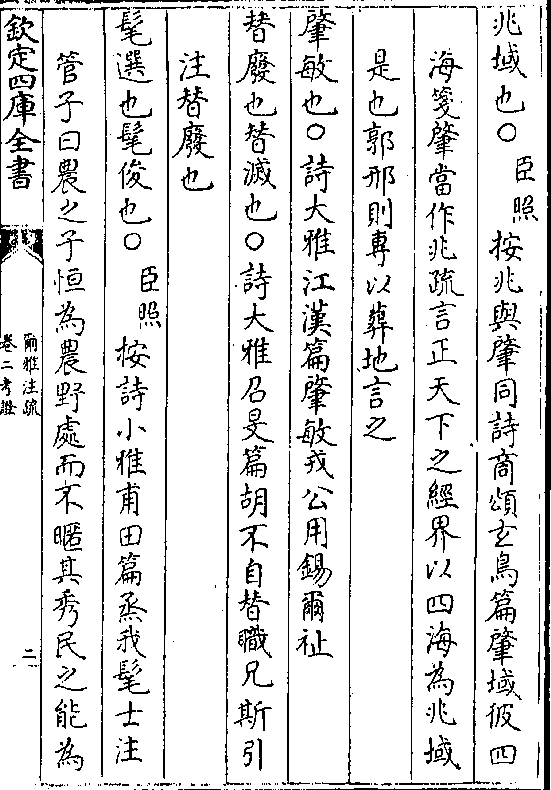 兆域也〇臣照按兆與肇同詩商頌玄鳥篇肇域彼四
海箋肇當作兆疏言正天下之經界以四海為兆域
是也郭邢則專以葬地言之
肇敏也〇詩大雅江漢篇肇敏戎公用錫爾祉
替廢也替滅也〇詩大雅召旻篇胡不自替職兄斯引
注替廢也
髦選也髦俊也〇臣照按詩小雅甫田篇烝我髦士注
管子曰農之子恒為農野處而不暱其秀民之能為
欽定四庫全書
爾雅注疏
卷二考證
二